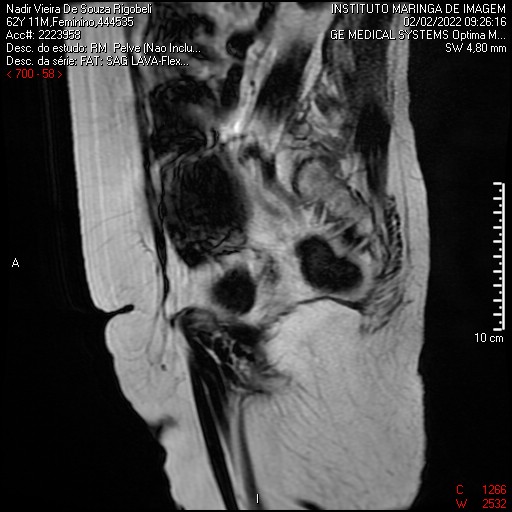 Nadir Vieira De Souza Rigobeli
62Y 11M,Feminino,444535
Acc#: 2223958
Desc. do estudo: RM  Pelve (Nao Inclu...
Desc. da série: FAT: SAG LAVA-Flex...
< 700 - 58 >
INSTITUTO MARINGA DE IMAGEM
02/02/2022 09:26:16
GE MEDICAL SYSTEMS Optima M...
SW 4,80 mm
A
10 cm
I
C 1266
W 2532